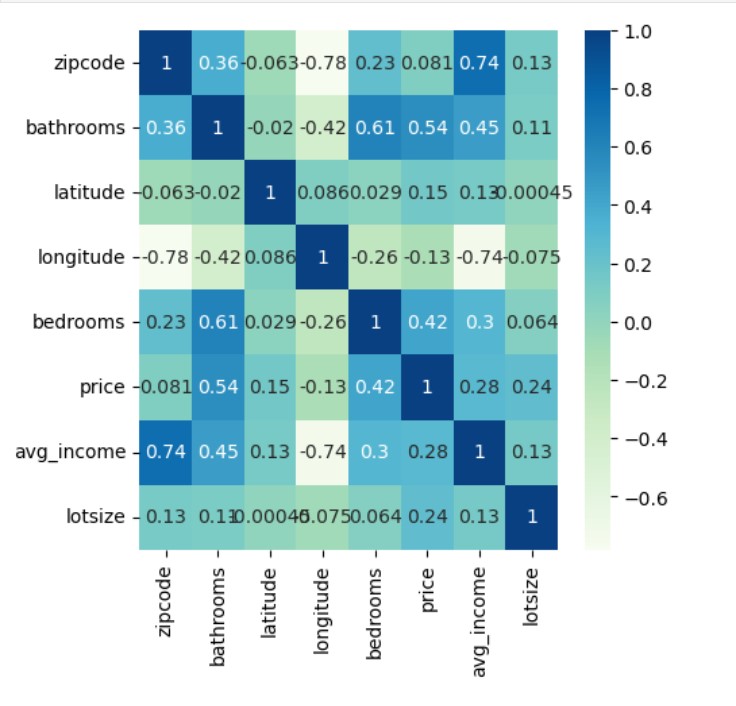 zipcode 1 0.36 -0.063 -0.78 0.23 0.081 0.74 0.13
bathrooms 0.36 1 -0.02 -0.42 0.61 0.54 0.45 0.11
latitude -0.063 -0.02 1 0.086 0.029 0.15 0.13 -0.00045
longitude -0.78 -0.42 0.086 1 -0.26 -0.13 -0.74 -0.075
bedrooms 0.23 0.61 0.029 -0.26 1 0.42 0.3 0.064
price 0.081 0.54 0.15 -0.13 0.42 1 0.28 0.24
avg_income 0.74 0.45 0.13 -0.74 0.3 0.28 1 0.13
lotsize 0.13 0.11 -0.00045 -0.075 0.064 0.24 0.13 1
zipcode bathrooms latitude longitude bedrooms price avg_income lotsize
1.0
0.8
0.6
0.4
0.2
0.0
−0.2
−0.4
−0.6